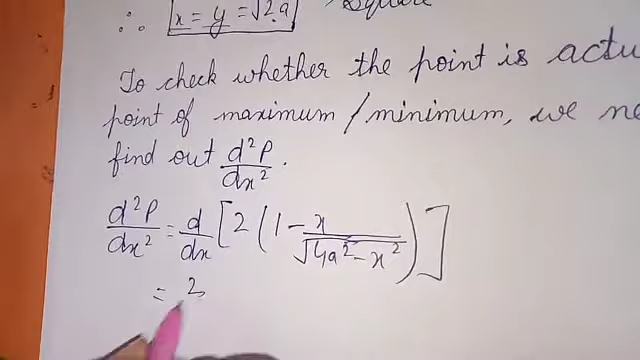 ∴ x = y = √2 a Square
To check whether the point is actu
point of maximum / minimum, we ne
find out d²P/dx².
d²P/dx² = d/dx [2 (1 - x/√(4a² - x²))]
= 2